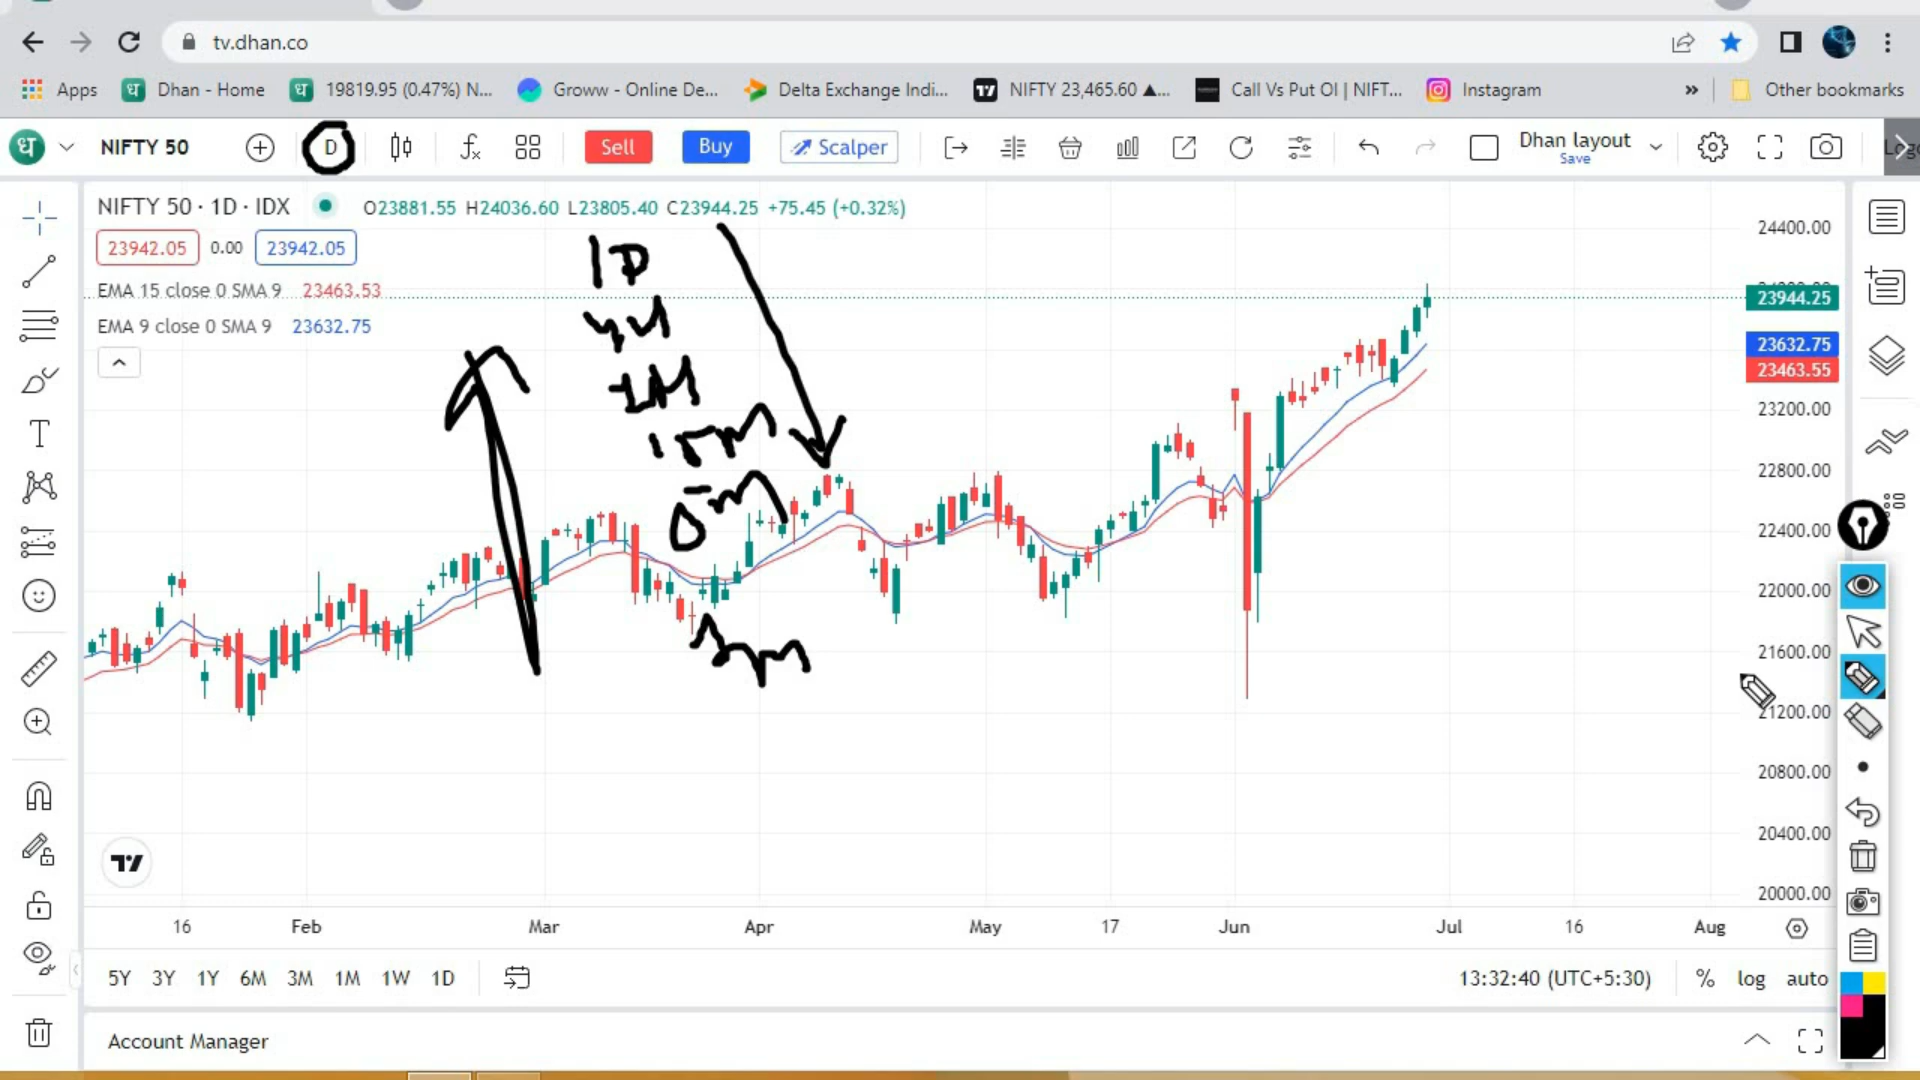 tv.dhan.co
Apps
Dhan - Home
19819.95 (0.47%) N...
Groww - Online De...
Delta Exchange Indi...
NIFTY 23,465.60 ▲...
Call Vs Put OI | NIFT...
Instagram
»
Other bookmarks
ध NIFTY 50 D Sell Buy Scalper Dhan layout
Save
NIFTY 50 · 1D · IDX O23881.55 H24036.60 L23805.40 C23944.25 +75.45 (+0.32%)
23942.05 0.00 23942.05
EMA 15 close 0 SMA 9 23463.53
EMA 9 close 0 SMA 9 23632.75
1D
15m
24400.00
23944.25
23632.75
23463.55
23200.00
22800.00
22400.00
22000.00
21600.00
21200.00
20800.00
20400.00
20000.00
16 Feb Mar Apr May 17 Jun Jul 16 Aug
5Y 3Y 1Y 6M 3M 1M 1W 1D 13:32:40 (UTC+5:30) % log auto
Account Manager